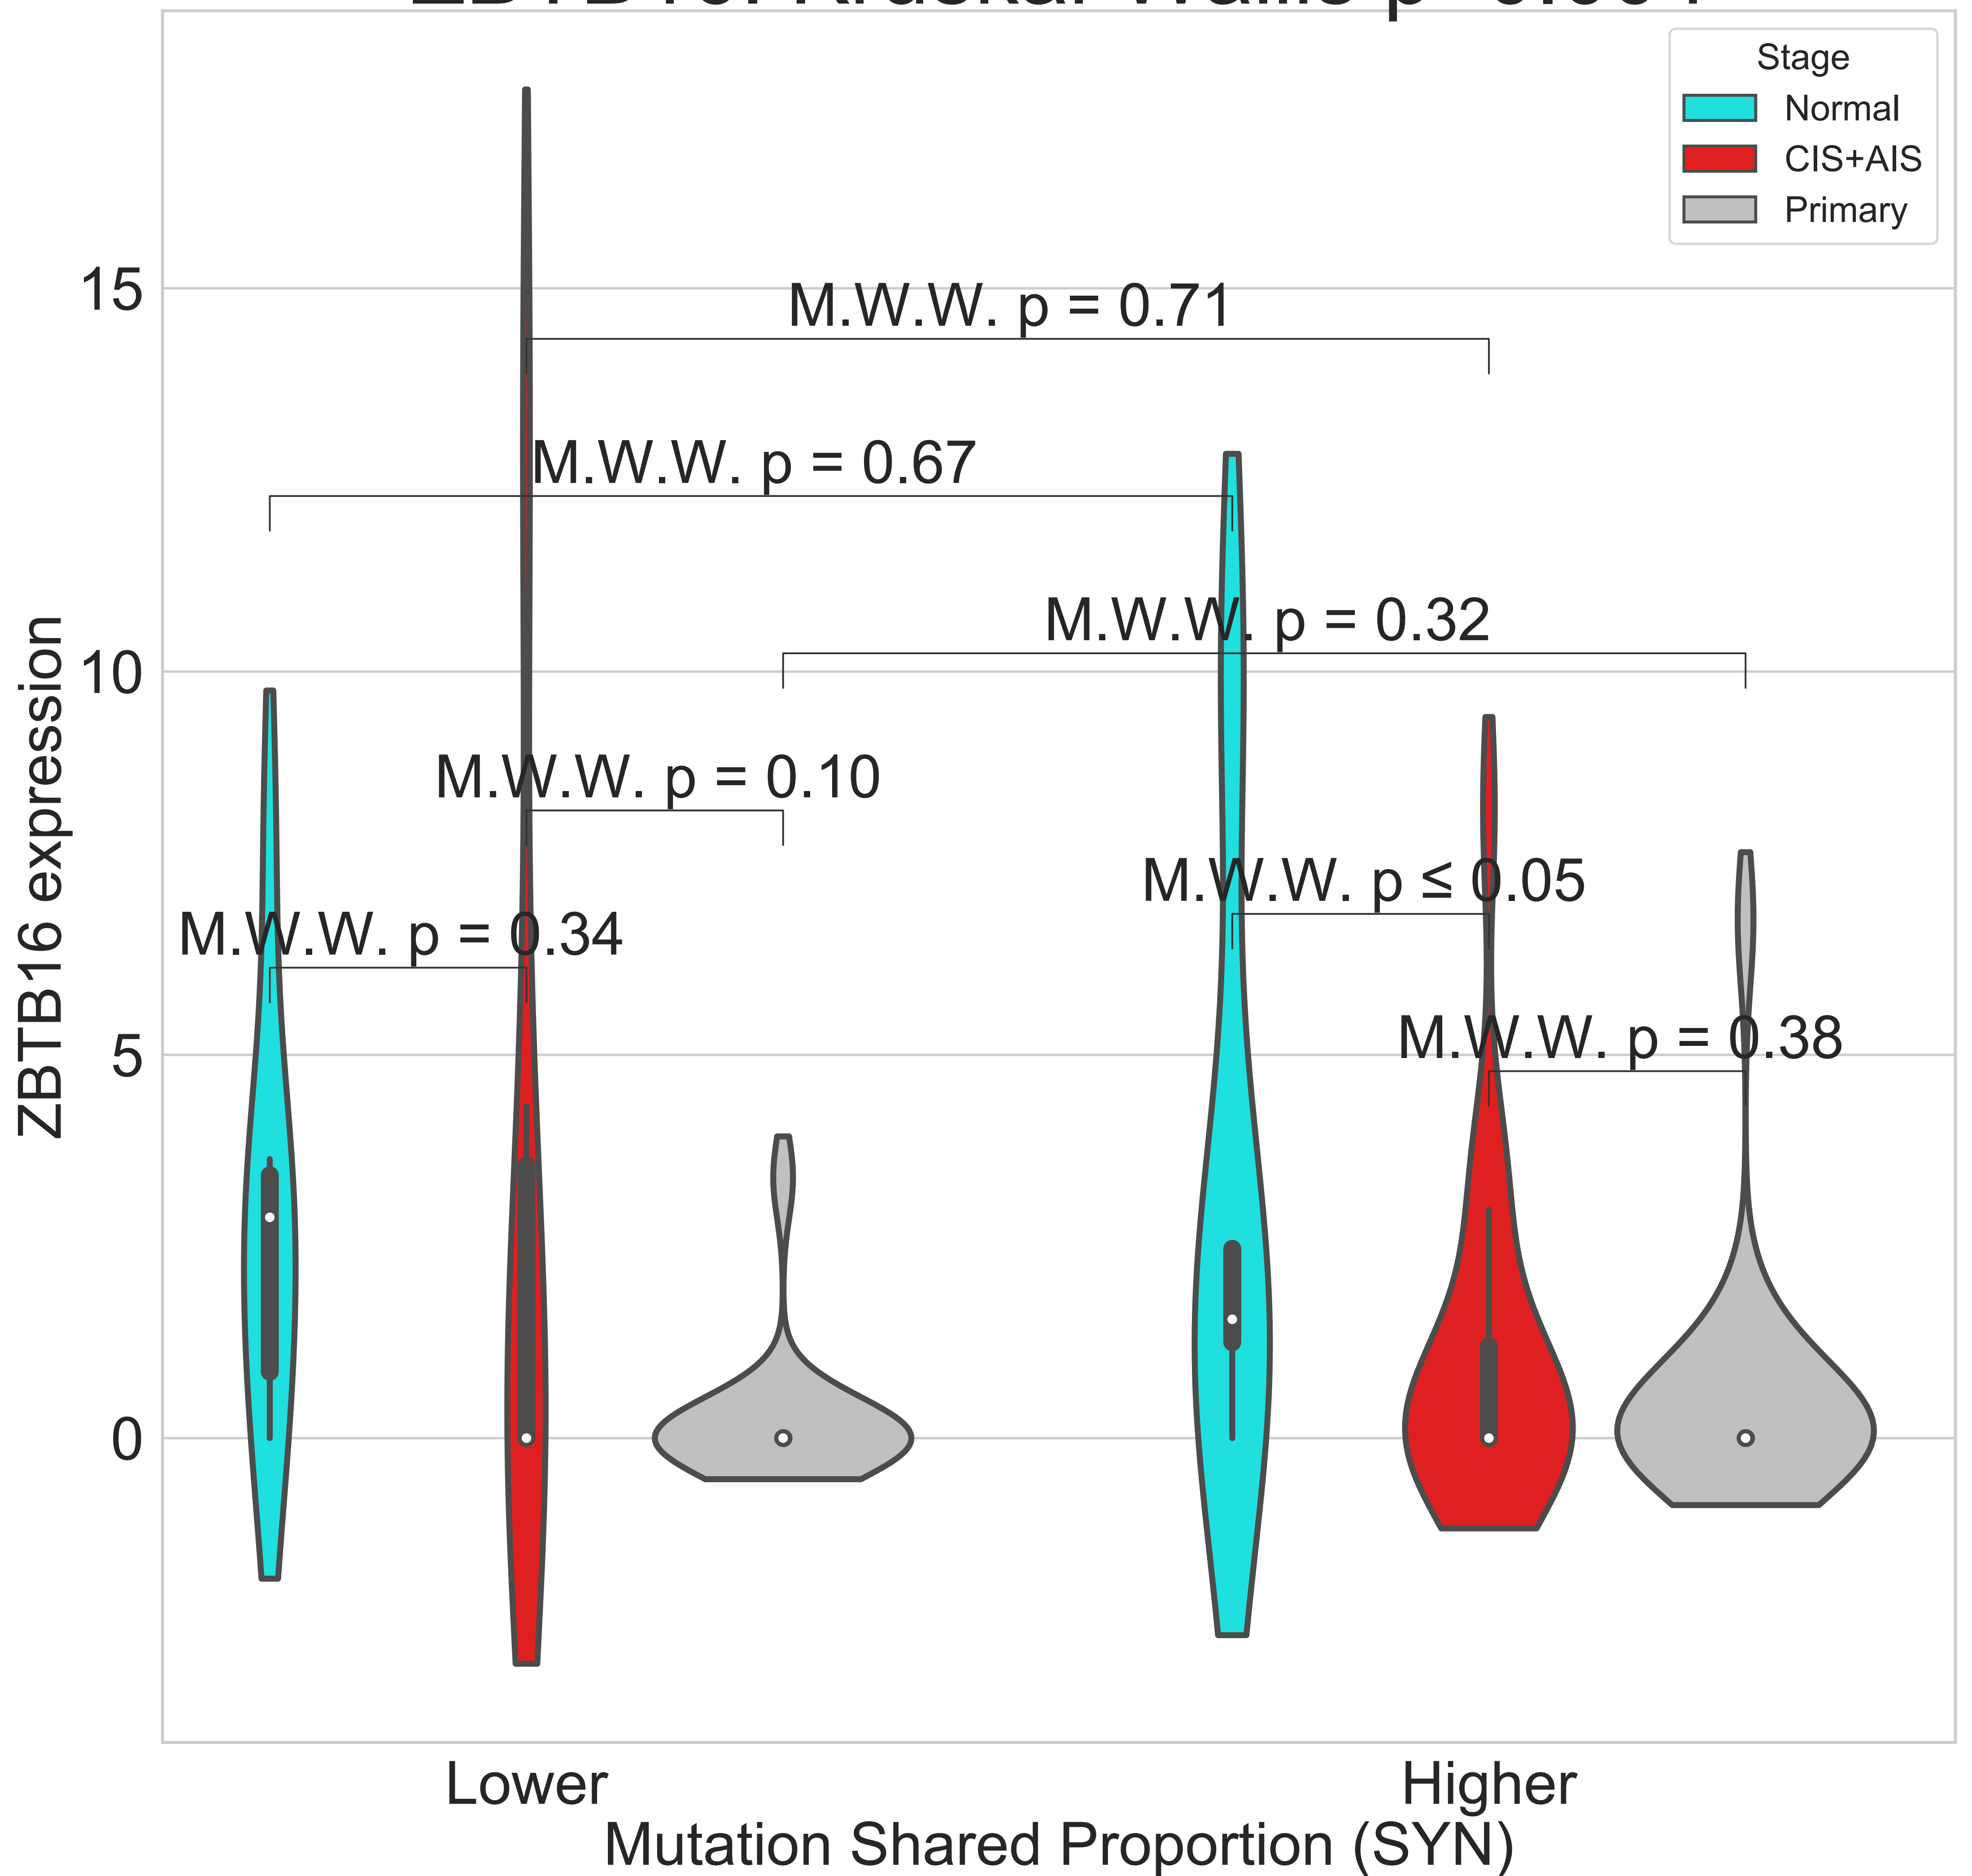 Stage
Normal
CIS+AIS
Primary
15
M.W.W. p = 0.71
M.W.W. p = 0.67
M.W.W. p = 0.32
10
M.W.W. p = 0.10
M.W.W. p ≤ 0.05
M.W.W. p = 0.34
M.W.W. p = 0.38
5
0
ZBTB16 expression
Lower
Higher
Mutation Shared Proportion (SYN)